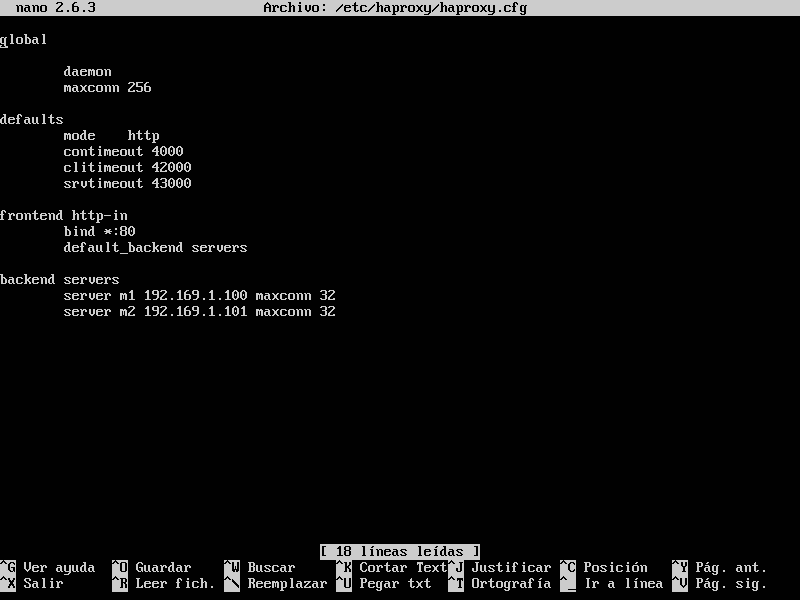 nano 2.6.3 Archivo: /etc/haproxy/haproxy.cfg
global
daemon
maxconn 256
defaults
mode http
contimeout 4000
clitimeout 42000
srvtimeout 43000
frontend http-in
bind *:80
default_backend servers
backend servers
server m1 192.169.1.100 maxconn 32
server m2 192.169.1.101 maxconn 32
[ 18 líneas leídas ]
^G Ver ayuda ^O Guardar ^W Buscar ^K Cortar Text ^J Justificar ^C Posición ^Y Pág. ant.
^X Salir ^R Leer fich. ^\ Reemplazar ^U Pegar txt ^T Ortografía ^_ Ir a línea ^V Pág. sig.